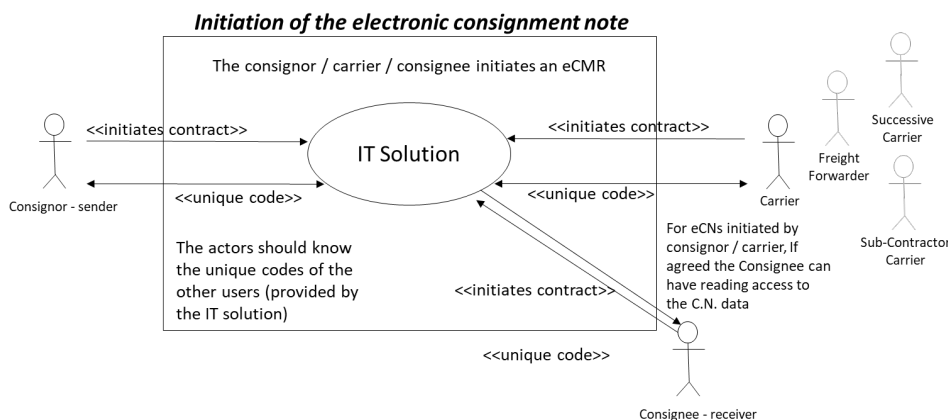 Initiation of the electronic consignment note
The consignor / carrier / consignee initiates an eCMR
<<initiates contract>>
<<initiates contract>>
IT Solution
<<unique code>>
<<unique code>>
Consignor - sender
Carrier
Freight
Forwarder
Successive
Carrier
Sub-Contractor
Carrier
The actors should know
the unique codes of the
other users (provided by
the IT solution)
For eCNs initiated by
consignor / carrier, If
agreed the Consignee can
have reading access to
the C.N. data
<<initiates contract>>
<<unique code>>
Consignee - receiver